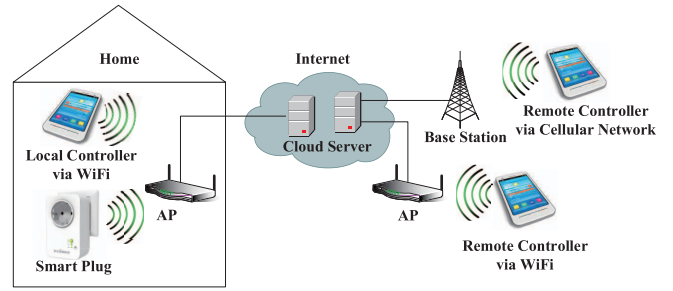 Home
Internet
Local Controller
via WiFi
Smart Plug
AP
Cloud Server
Base Station
AP
Remote Controller
via Cellular Network
Remote Controller
via WiFi